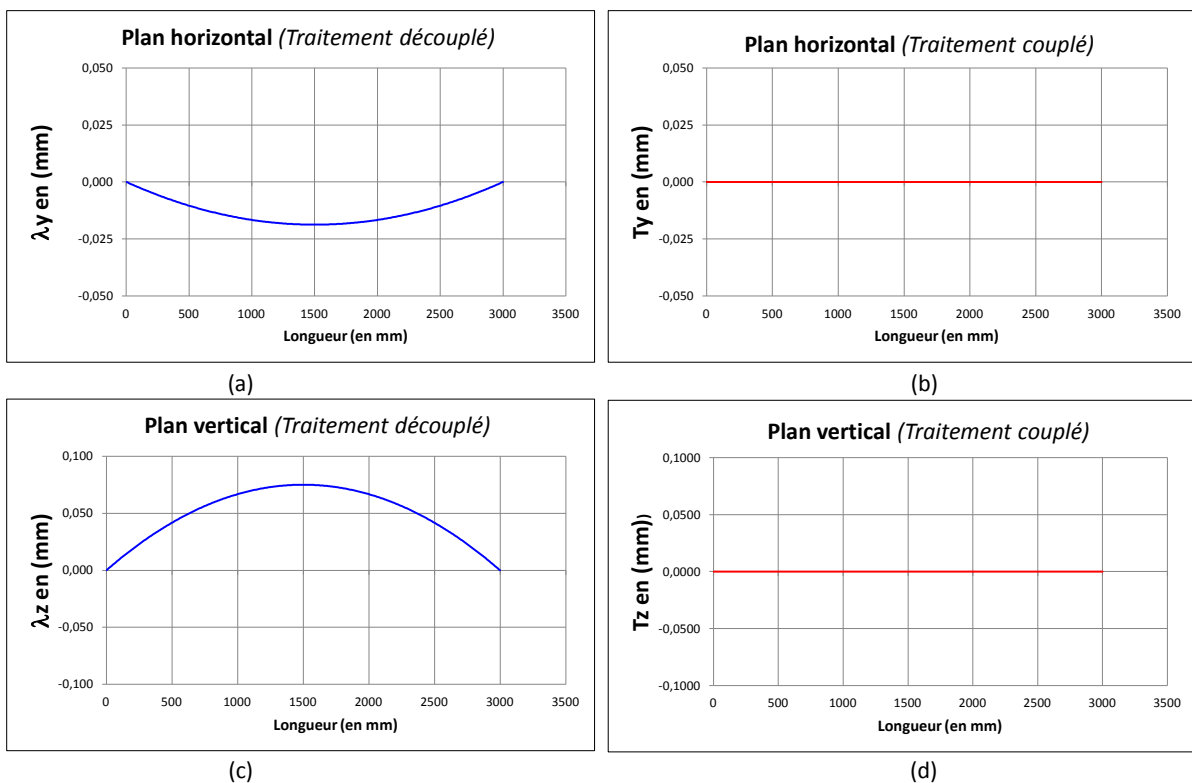 Plan horizontal (Traitement découplé)
0,050
0,025
0,000
-0,025
-0,050
λy en (mm)
0 500 1000 1500 2000 2500 3000 3500
Longueur (en mm)
(a)
Plan horizontal (Traitement couplé)
0,050
0,025
0,000
-0,025
-0,050
Ty en (mm)
0 500 1000 1500 2000 2500 3000 3500
Longueur (en mm)
(b)
Plan vertical (Traitement découplé)
0,100
0,050
0,000
-0,050
-0,100
λz en (mm)
0 500 1000 1500 2000 2500 3000 3500
Longueur (en mm)
(c)
Plan vertical (Traitement couplé)
0,1000
0,0500
0,0000
-0,0500
-0,1000
Tz en (mm))
0 500 1000 1500 2000 2500 3000 3500
Longueur (en mm)
(d)